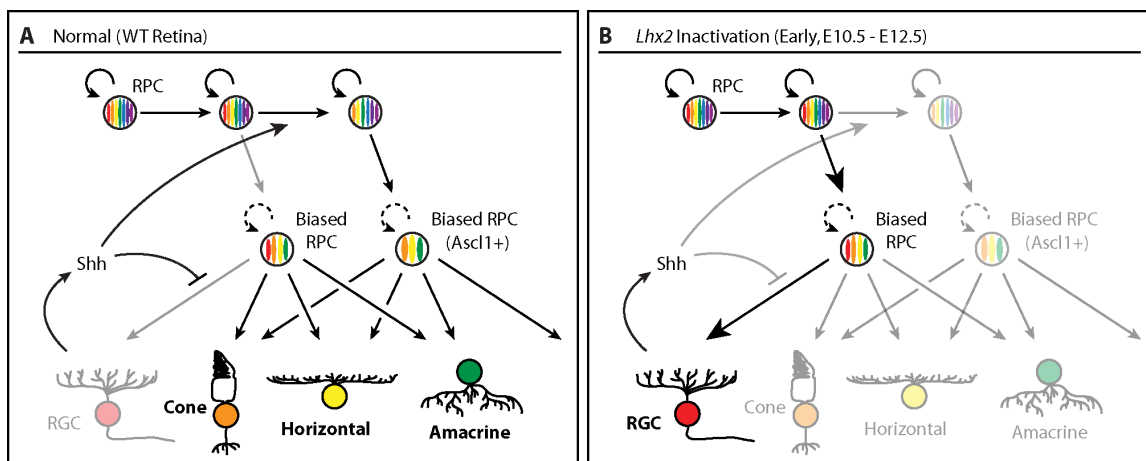 A Normal (WT Retina)
RPC
Biased
RPC
Biased RPC
(Ascl1+)
Shh
RGC
Cone
Horizontal
Amacrine
B Lhx2 Inactivation (Early, E10.5 - E12.5)
RPC
Biased
RPC
Biased RPC
(Ascl1+)
Shh
RGC
Cone
Horizontal
Amacrine